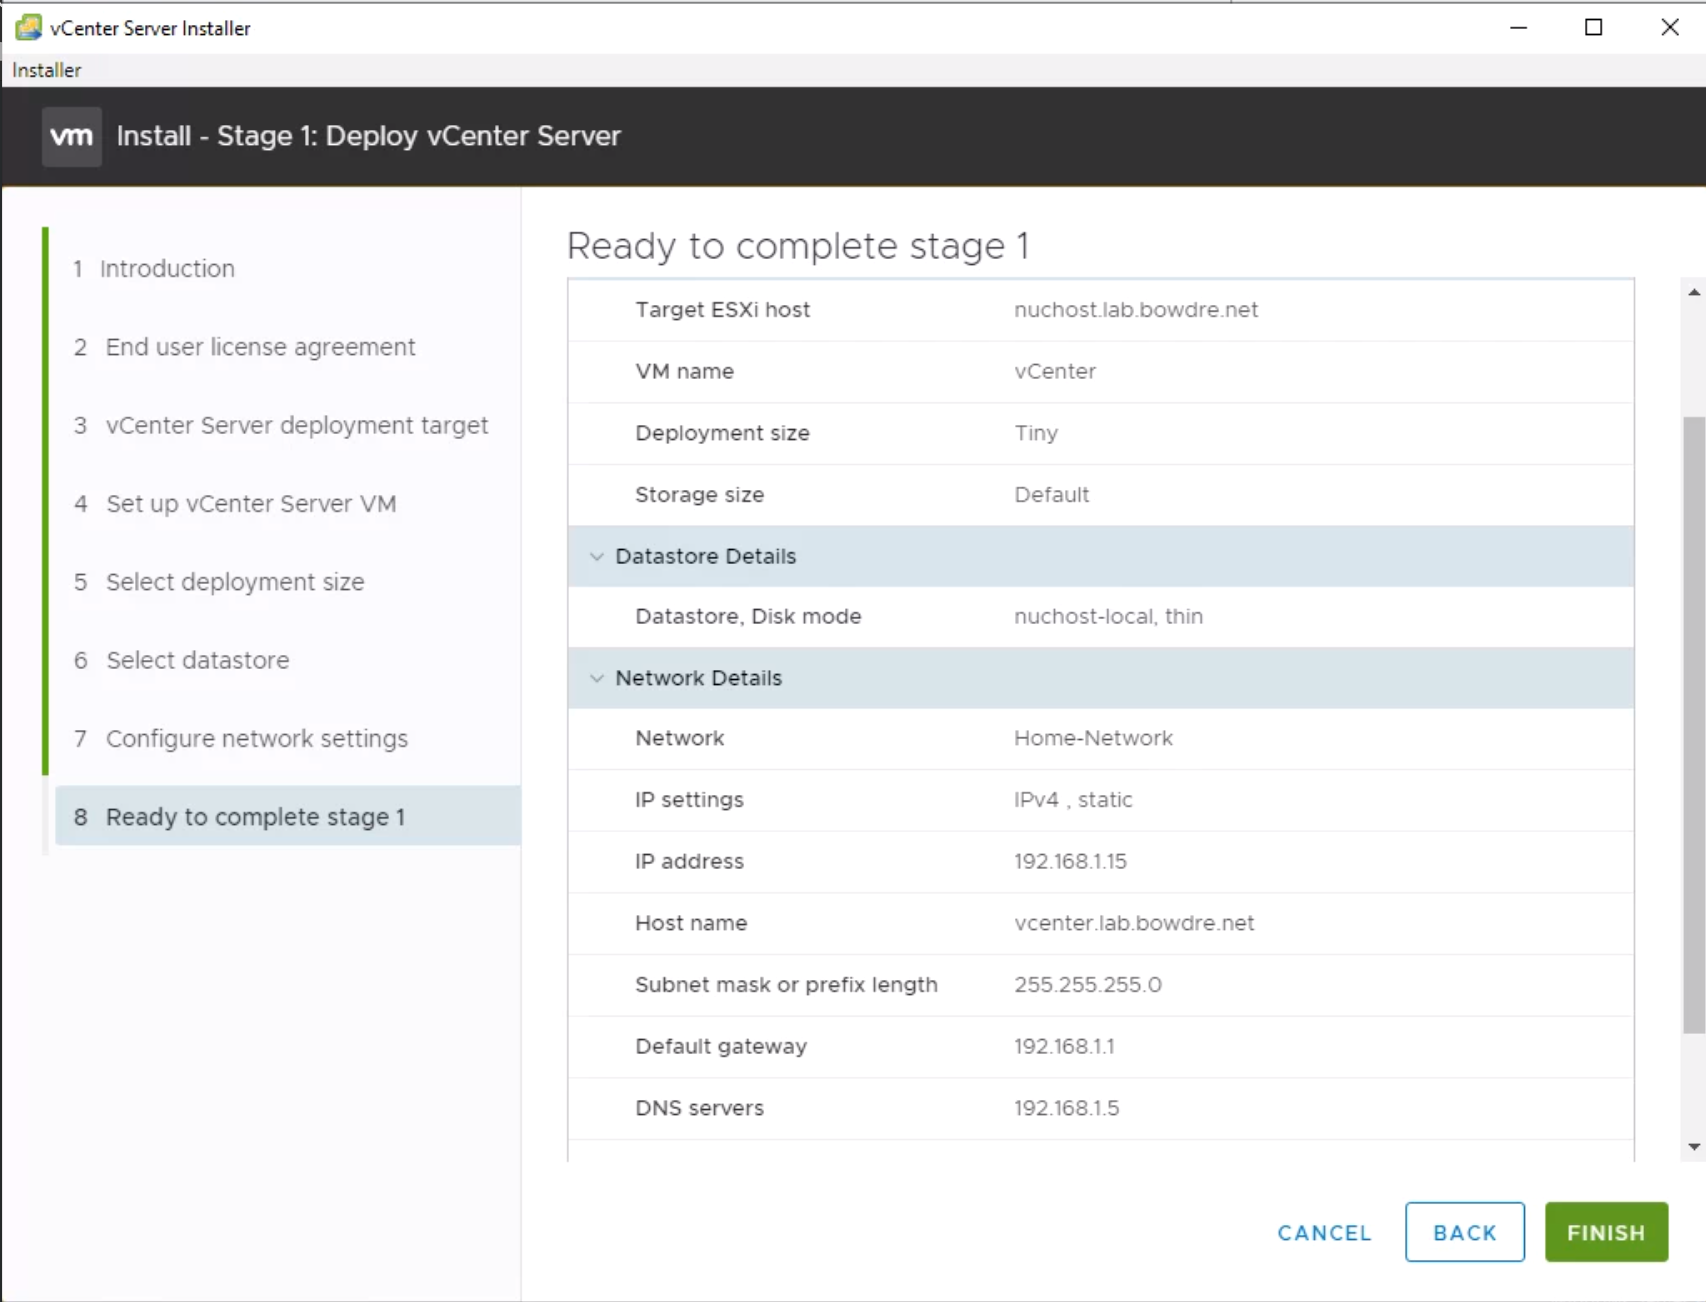 vCenter Server Installer
Installer
vm Install - Stage 1: Deploy vCenter Server
1 Introduction
2 End user license agreement
3 vCenter Server deployment target
4 Set up vCenter Server VM
5 Select deployment size
6 Select datastore
7 Configure network settings
8 Ready to complete stage 1
Ready to complete stage 1
Target ESXi host nuchost.lab.bowdre.net
VM name vCenter
Deployment size Tiny
Storage size Default
Datastore Details
Datastore, Disk mode nuchost-local, thin
Network Details
Network Home-Network
IP settings IPv4 , static
IP address 192.168.1.15
Host name vcenter.lab.bowdre.net
Subnet mask or prefix length 255.255.255.0
Default gateway 192.168.1.1
DNS servers 192.168.1.5
CANCEL BACK FINISH